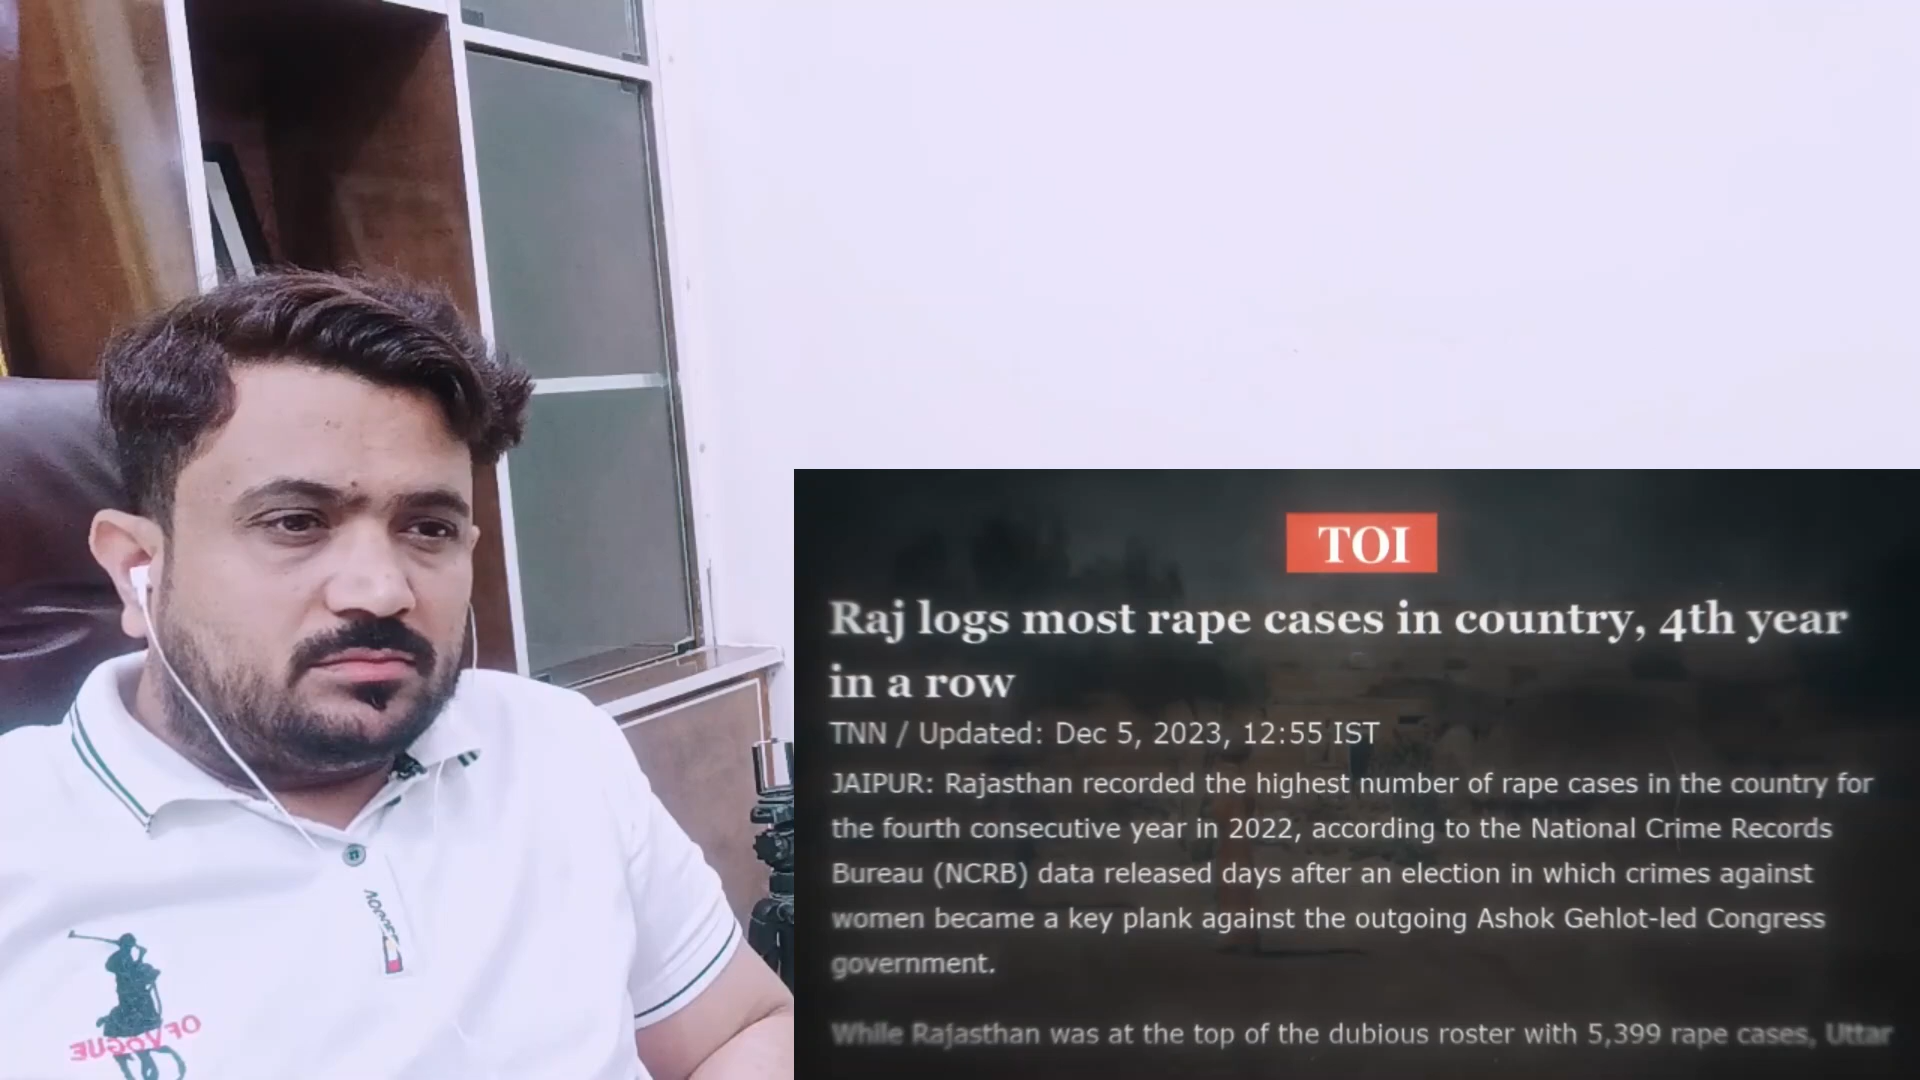 TOI
Raj logs most rape cases in country, 4th year
in a row
TNN / Updated: Dec 5, 2023, 12:55 IST
JAIPUR: Rajasthan recorded the highest number of rape cases in the country for
the fourth consecutive year in 2022, according to the National Crime Records
Bureau (NCRB) data released days after an election in which crimes against
women became a key plank against the outgoing Ashok Gehlot-led Congress
government.
While Rajasthan was at the top of the dubious roster with 5,399 rape cases, Uttar
OF VOGUE